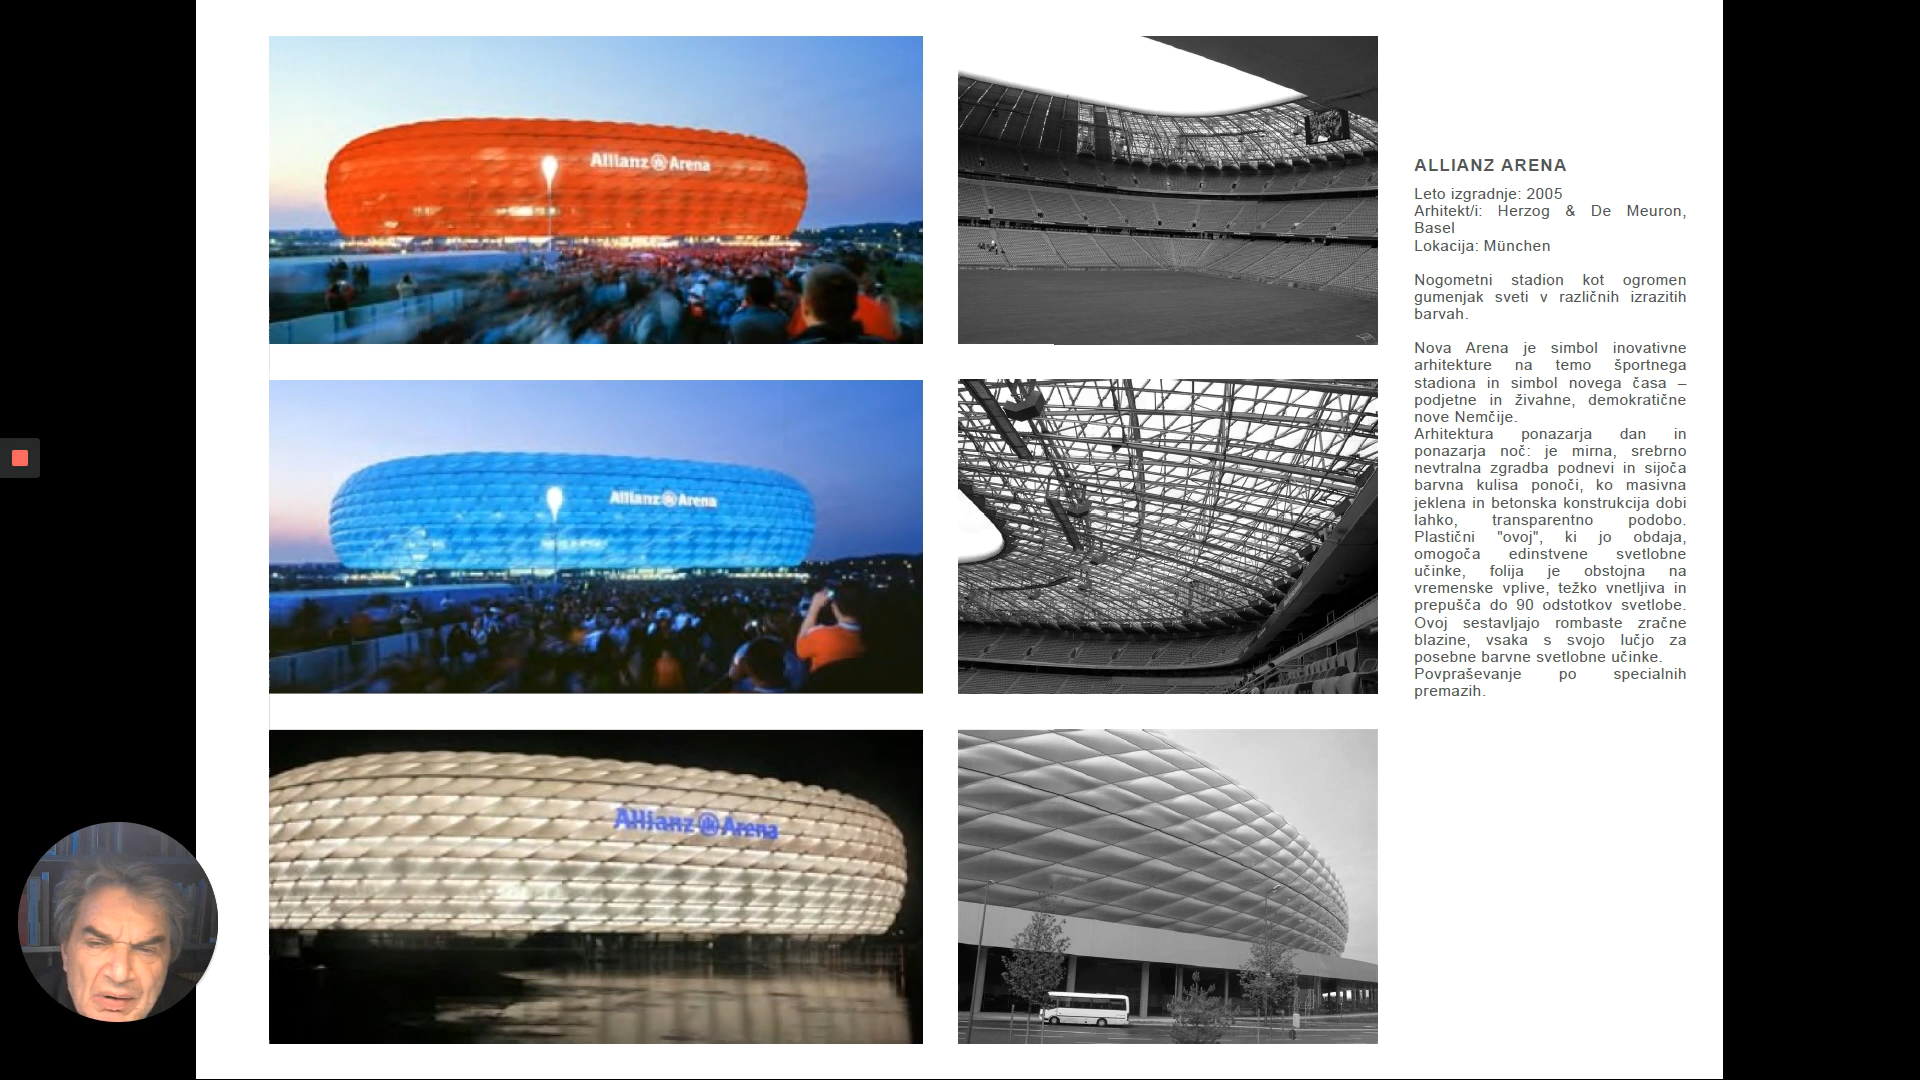 Allianz Arena
Allianz Arena
Allianz Arena
ALLIANZ ARENA
Leto izgradnje: 2005
Arhitekt/i: Herzog & De Meuron,
Basel
Lokacija: München
Nogometni stadion kot ogromen
gumenjak sveti v različnih izrazitih
barvah.
Nova Arena je simbol inovativne
arhitekture na temo športnega
stadiona in simbol novega časa –
podjetne in živahne, demokratične
nove Nemčije.
Arhitektura ponazarja dan in
ponazarja noč: je mirna, srebrno
nevtralna zgradba podnevi in sijoča
barvna kulisa ponoči, ko masivna
jeklena in betonska konstrukcija dobi
lahko, transparentno podobo.
Plastični "ovoj", ki jo obdaja,
omogoča edinstvene svetlobne
učinke, folija je obstojna na
vremenske vplive, težko vnetljiva in
prepušča do 90 odstotkov svetlobe.
Ovoj sestavljajo rombaste zračne
blazine, vsaka s svojo lučjo za
posebne barvne svetlobne učinke.
Povpraševanje po specialnih
premazih.